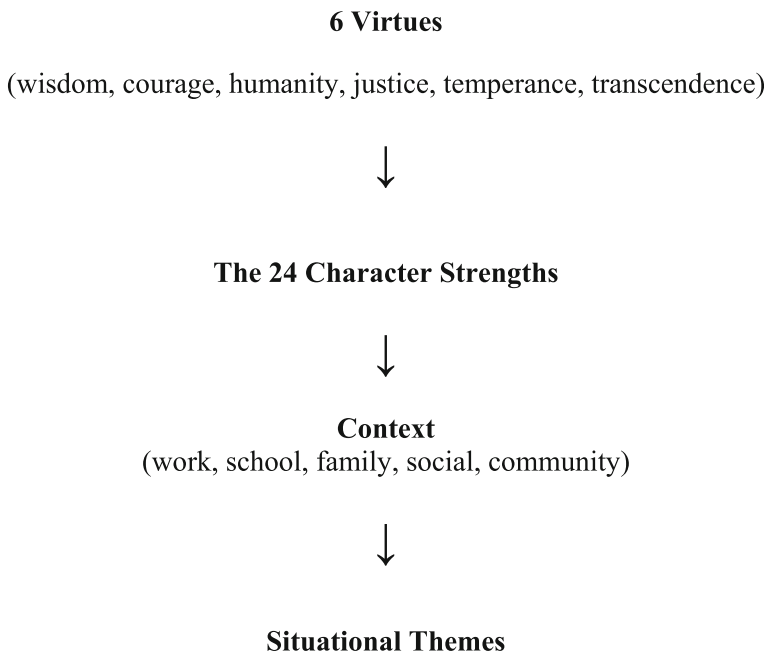 6 Virtues
(wisdom, courage, humanity, justice, temperance, transcendence)
↓
The 24 Character Strengths
↓
Context
(work, school, family, social, community)
↓
Situational Themes